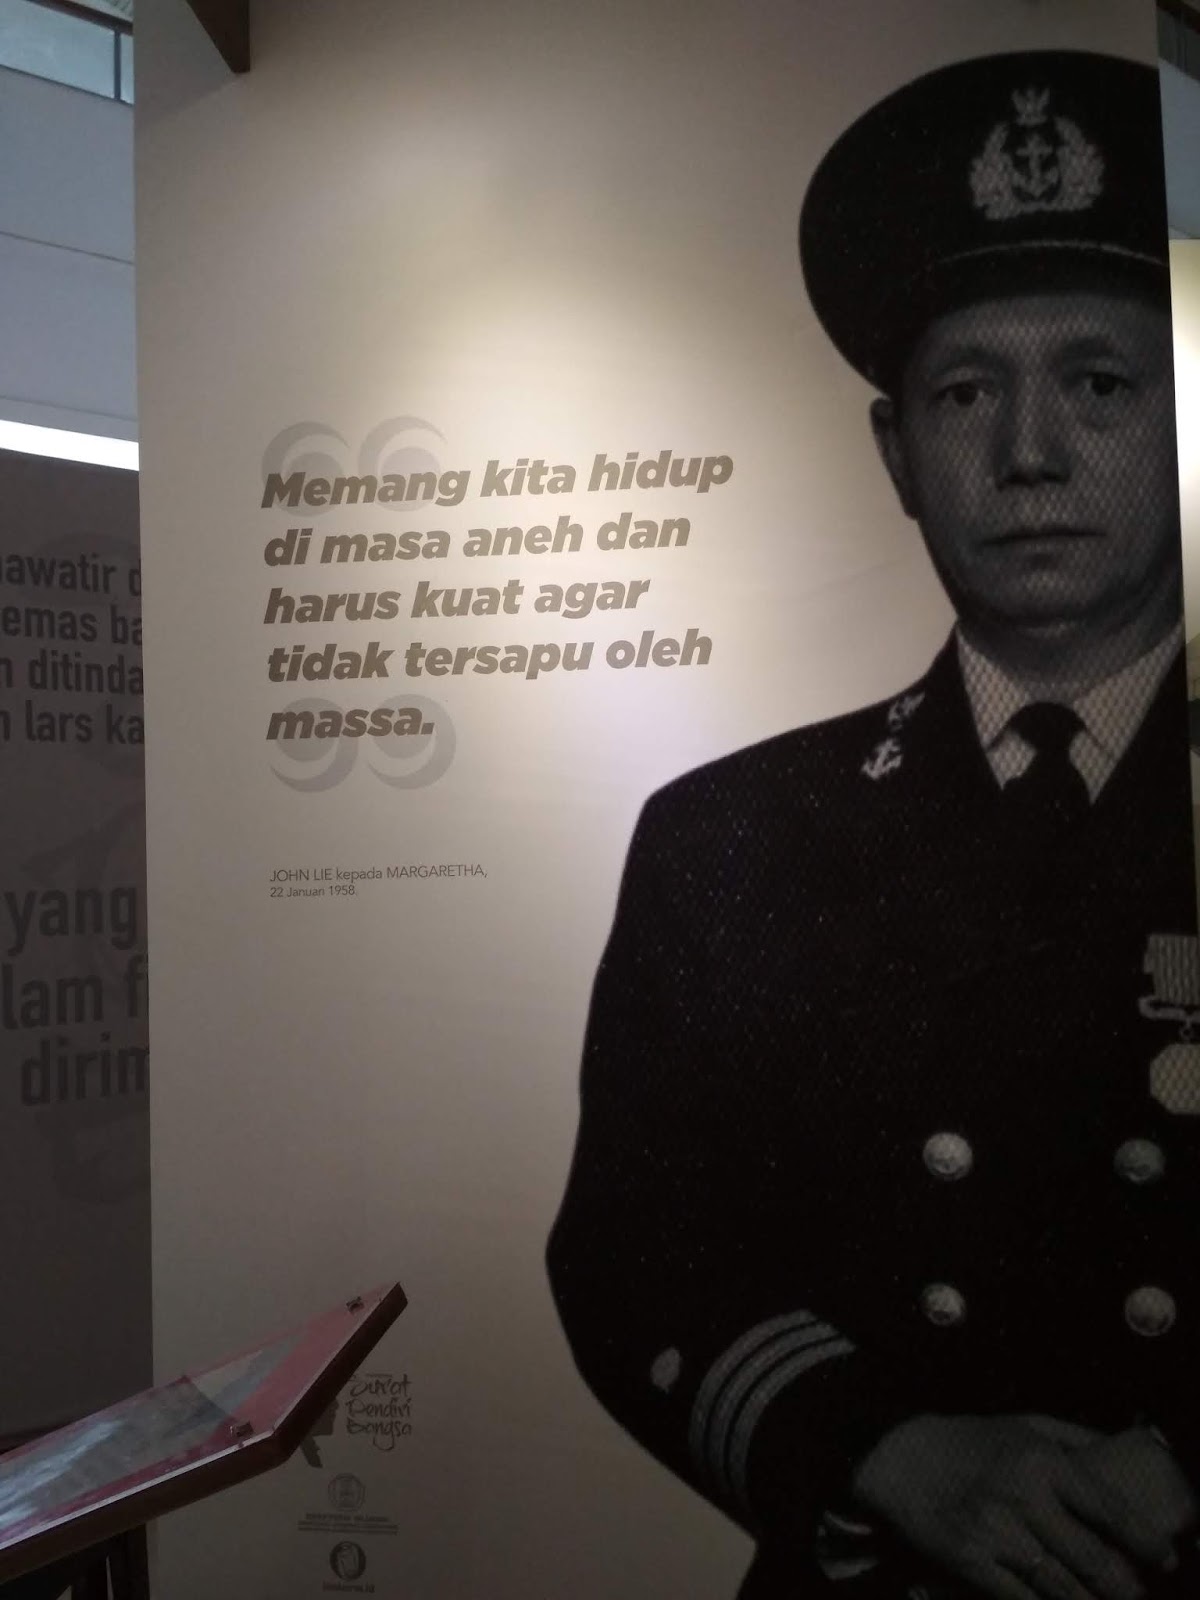 Memang kita hidup
di masa aneh dan
harus kuat agar
tidak tersapu oleh
massa.
JOHN LIE kepada MARGARETHA,
22 Januari 1958.
awatir d
emas ba
n ditinda
n lars ka
yang
lam f
dirim
Surat
Pendiri
Bangsa